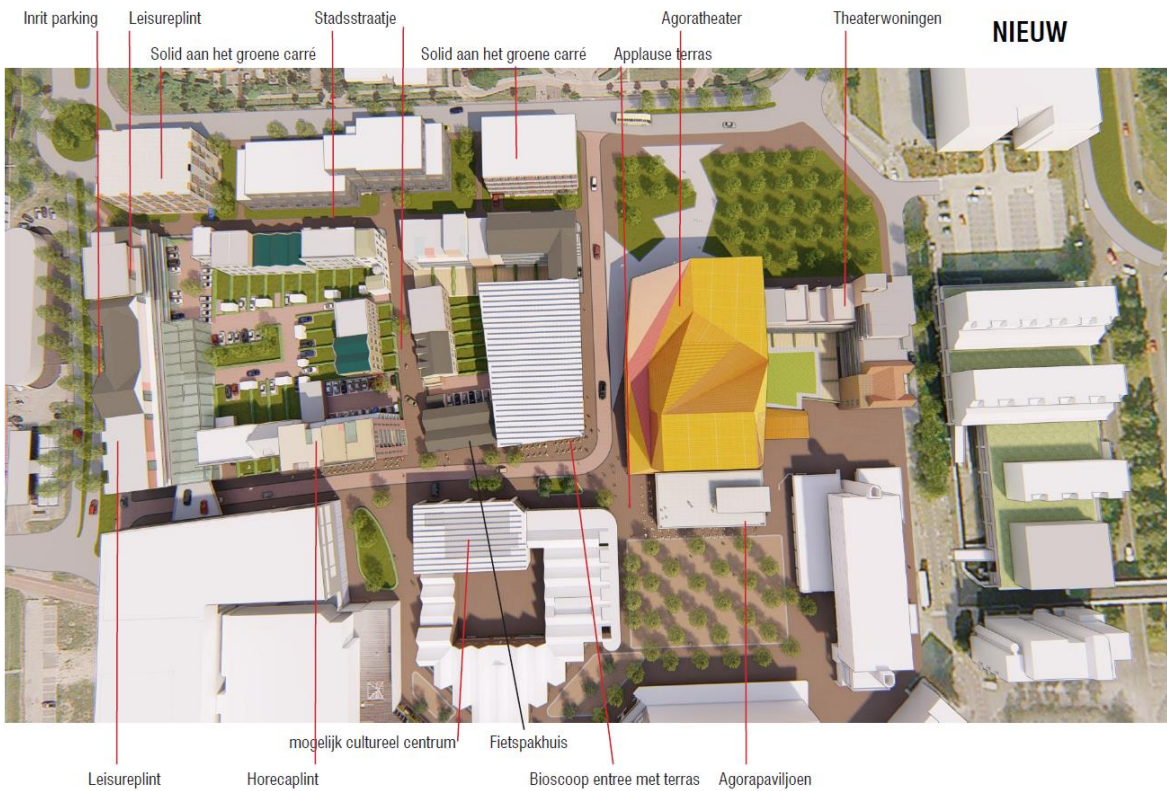 Inrit parking
Leisureplint
Stadsstraatje
Agoratheater
Theaterwoningen
NIEUW
Solid aan het groene carré
Solid aan het groene carré
Applause terras
mogelijk cultureel centrum
Fietspakhuis
Leisureplint
Horecaplint
Bioscoop entree met terras
Agorapaviljoen